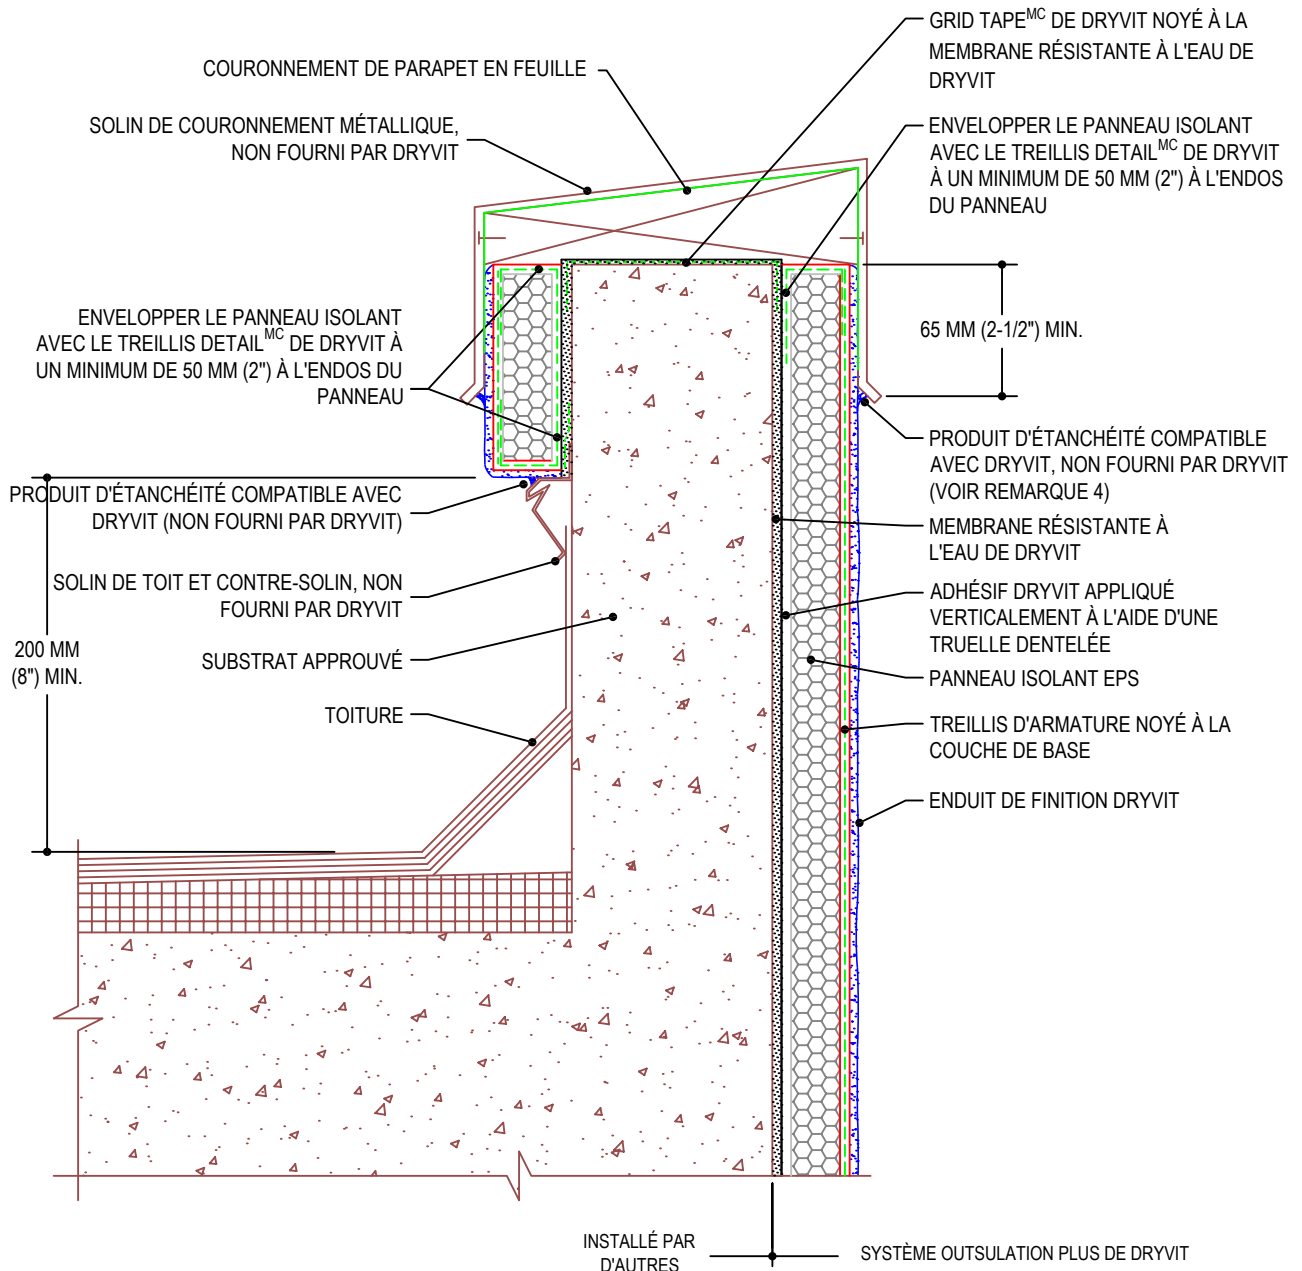 GRID TAPEMC DE DRYVIT NOYÉ À LA
MEMBRANE RÉSISTANTE À L'EAU DE
DRYVIT
COURONNEMENT DE PARAPET EN FEUILLE
SOLIN DE COURONNEMENT MÉTALLIQUE,
NON FOURNI PAR DRYVIT
ENVELOPPER LE PANNEAU ISOLANT
AVEC LE TREILLIS DETAILMC DE DRYVIT
À UN MINIMUM DE 50 MM (2") À L'ENDOS
DU PANNEAU
ENVELOPPER LE PANNEAU ISOLANT
AVEC LE TREILLIS DETAILMC DE DRYVIT À
UN MINIMUM DE 50 MM (2") À L'ENDOS DU
PANNEAU
65 MM (2-1/2") MIN.
PRODUIT D'ÉTANCHÉITÉ COMPATIBLE
AVEC DRYVIT, NON FOURNI PAR DRYVIT
(VOIR REMARQUE 4)
PRODUIT D'ÉTANCHÉITÉ COMPATIBLE AVEC
DRYVIT (NON FOURNI PAR DRYVIT)
MEMBRANE RÉSISTANTE À
L'EAU DE DRYVIT
SOLIN DE TOIT ET CONTRE-SOLIN, NON
FOURNI PAR DRYVIT
ADHÉSIF DRYVIT APPLIQUÉ
VERTICALEMENT À L'AIDE D'UNE
TRUELLE DENTELÉE
200 MM
(8") MIN.
SUBSTRAT APPROUVÉ
PANNEAU ISOLANT EPS
TOITURE
TREILLIS D'ARMATURE NOYÉ À LA
COUCHE DE BASE
ENDUIT DE FINITION DRYVIT
INSTALLÉ PAR
D'AUTRES
SYSTÈME OUTSULATION PLUS DE DRYVIT